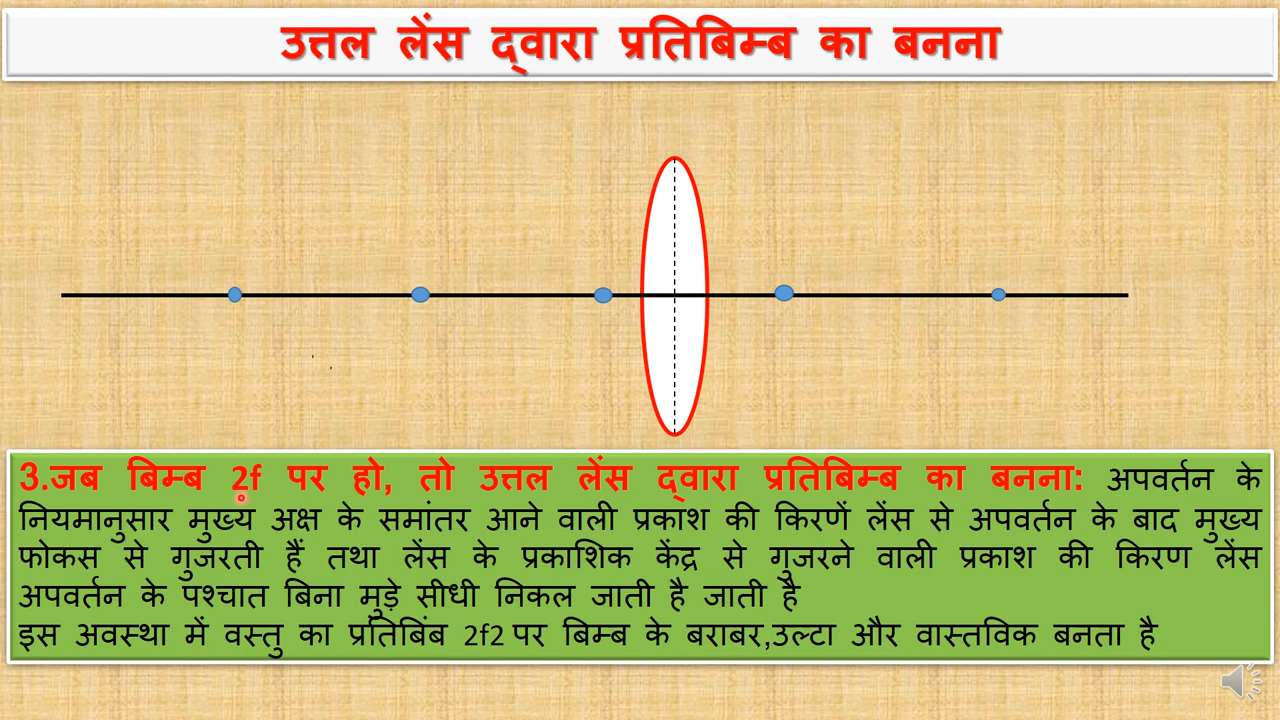 उत्तल लेंस द्वारा प्रतिबिम्ब का बनना
3.जब बिम्ब 2f पर हो, तो उत्तल लेंस द्वारा प्रतिबिम्ब का बनना: अपवर्तन के
नियमानुसार मुख्य अक्ष के समांतर आने वाली प्रकाश की किरणें लेंस से अपवर्तन के बाद मुख्य
फोकस से गुजरती हैं तथा लेंस के प्रकाशिक केंद्र से गुजरने वाली प्रकाश की किरण लेंस
अपवर्तन के पश्चात बिना मुड़े सीधी निकल जाती है जाती है
इस अवस्था में वस्तु का प्रतिबिंब 2f2 पर बिम्ब के बराबर,उल्टा और वास्तविक बनता है